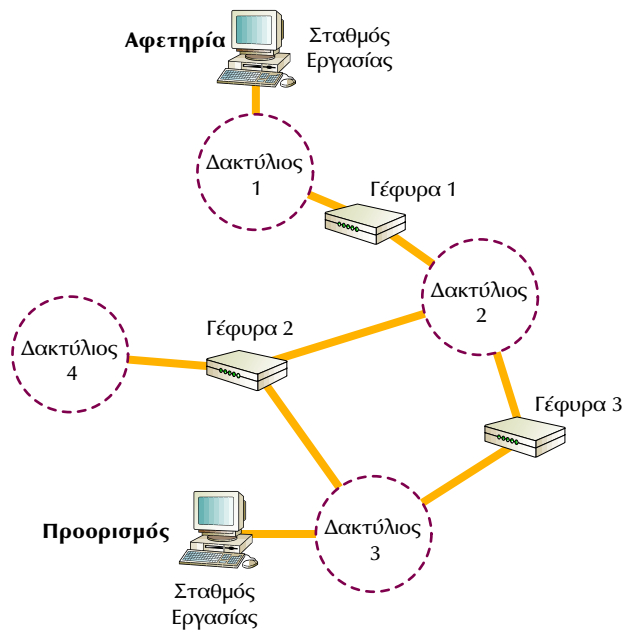 Αφετηρία
Σταθμός
Εργασίας
Δακτύλιος
1
Γέφυρα 1
Δακτύλιος
2
Γέφυρα 2
Δακτύλιος
4
Γέφυρα 3
Προορισμός
Δακτύλιος
3
Σταθμός
Εργασίας